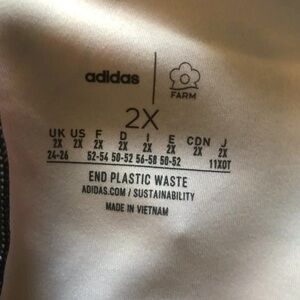 adidas
FARM
2X
UK US F D I E CDN J
2X 2X 2X 2X 2X 2X 2X 2X
24-26 52-54 50-52 56-58 50-52 11XOT
END PLASTIC WASTE
ADIDAS.COM / SUSTAINABILITY
MADE IN VIETNAM